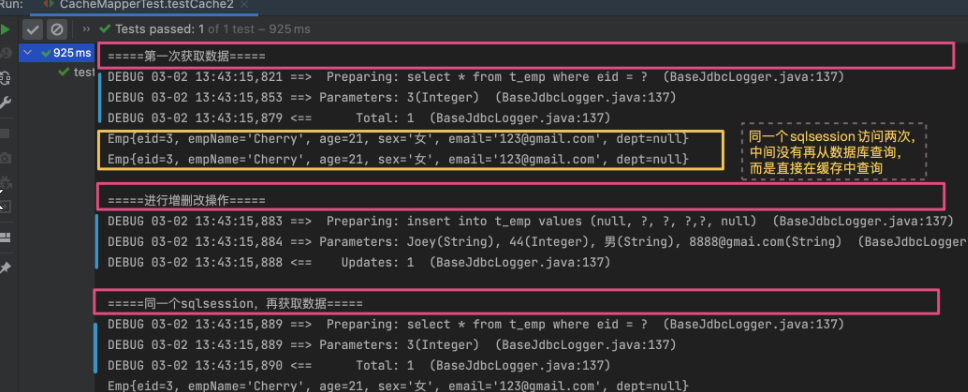 Run: CacheMapperTest.testCache2 ×
Tests passed: 1 of 1 test – 925 ms
925 ms
test
=====第一次获取数据=====
DEBUG 03-02 13:43:15,821 ==>  Preparing: select * from t_emp where eid = ?  (BaseJdbcLogger.java:137)
DEBUG 03-02 13:43:15,853 ==> Parameters: 3(Integer)  (BaseJdbcLogger.java:137)
DEBUG 03-02 13:43:15,879 <==      Total: 1  (BaseJdbcLogger.java:137)
Emp{eid=3, empName='Cherry', age=21, sex='女', email='123@gmail.com', dept=null}
Emp{eid=3, empName='Cherry', age=21, sex='女', email='123@gmail.com', dept=null}
同一个sqlsession访问两次，
中间没有再从数据库查询，
而是直接在缓存中查询
=====进行增删改操作=====
DEBUG 03-02 13:43:15,883 ==>  Preparing: insert into t_emp values (null, ?, ?, ?,?, null)  (BaseJdbcLogger.java:137)
DEBUG 03-02 13:43:15,884 ==> Parameters: Joey(String), 44(Integer), 男(String), 8888@gmai.com(String)  (BaseJdbcLogger
DEBUG 03-02 13:43:15,888 <==    Updates: 1  (BaseJdbcLogger.java:137)
=====同一个sqlsession，再获取数据=====
DEBUG 03-02 13:43:15,889 ==>  Preparing: select * from t_emp where eid = ?  (BaseJdbcLogger.java:137)
DEBUG 03-02 13:43:15,889 ==> Parameters: 3(Integer)  (BaseJdbcLogger.java:137)
DEBUG 03-02 13:43:15,890 <==      Total: 1  (BaseJdbcLogger.java:137)
Emp{eid=3, empName='Cherry', age=21, sex='女', email='123@gmail.com', dept=null}